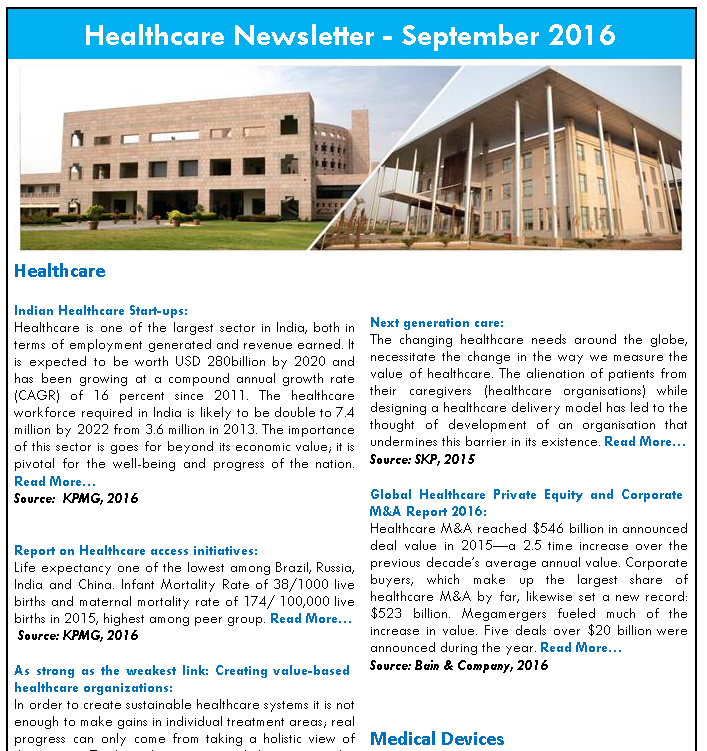 Healthcare Newsletter - September 2016
Healthcare
Indian Healthcare Start-ups:
Healthcare is one of the largest sector in India, both in
terms of employment generated and revenue earned. It
is expected to be worth USD 280billion by 2020 and
has been growing at a compound annual growth rate
(CAGR) of 16 percent since 2011. The healthcare
workforce required in India is likely to be double to 7.4
million by 2022 from 3.6 million in 2013. The importance
of this sector is goes far beyond its economic value; it is
pivotal for the well-being and progress of the nation.
Read More...
Source: KPMG, 2016
Report on Healthcare access initiatives:
Life expectancy one of the lowest among Brazil, Russia,
India and China. Infant Mortality Rate of 38/1000 live
births and maternal mortality rate of 174/ 100,000 live
births in 2015, highest among peer group. Read More...
Source: KPMG, 2016
As strong as the weakest link: Creating value-based
healthcare organizations:
In order to create sustainable healthcare systems it is not
enough to make gains in individual treatment areas; real
progress can only come from taking a holistic view of
Next generation care:
The changing healthcare needs around the globe,
necessitate the change in the way we measure the
value of healthcare. The alienation of patients from
their caregivers (healthcare organisations) while
designing a healthcare delivery model has led to the
thought of development of an organisation that
undermines this barrier in its existence. Read More...
Source: SKP, 2015
Global Healthcare Private Equity and Corporate
M&A Report 2016:
Healthcare M&A reached $546 billion in announced
deal value in 2015—a 2.5 time increase over the
previous decade's average annual value. Corporate
buyers, which make up the largest share of
healthcare M&A by far, likewise set a new record:
$523 billion. Megamergers fueled much of the
increase in value. Five deals over $20 billion were
announced during the year. Read More...
Source: Bain & Company, 2016
Medical Devices